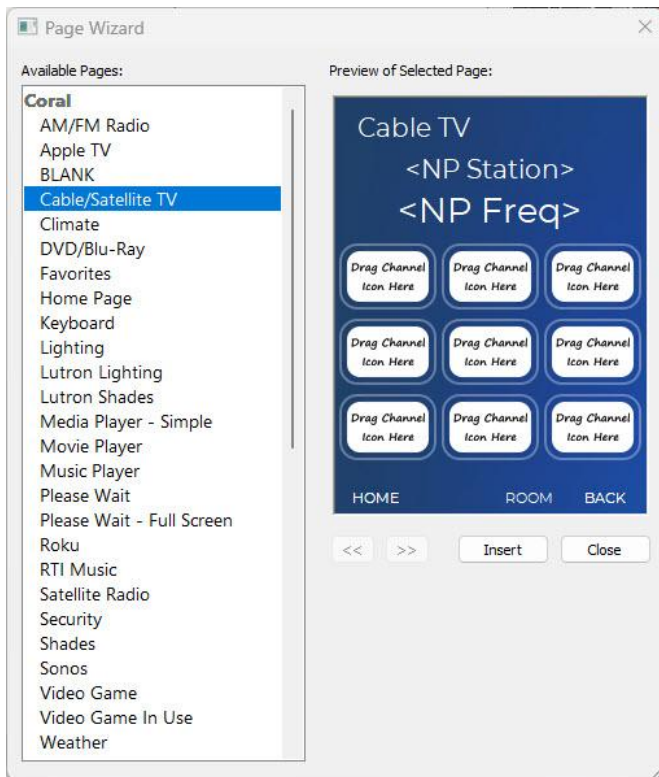 Page Wizard
Available Pages:
Coral
AM/FM Radio
Apple TV
BLANK
Cable/Satellite TV
Climate
DVD/Blu-Ray
Favorites
Home Page
Keyboard
Lighting
Lutron Lighting
Lutron Shades
Media Player - Simple
Movie Player
Music Player
Please Wait
Please Wait - Full Screen
Roku
RTI Music
Satellite Radio
Security
Shades
Sonos
Video Game
Video Game In Use
Weather
Preview of Selected Page:
Cable TV
<NP Station>
<NP Freq>
Drag Channel
Icon Here
Drag Channel
Icon Here
Drag Channel
Icon Here
Drag Channel
Icon Here
Drag Channel
Icon Here
Drag Channel
Icon Here
Drag Channel
Icon Here
Drag Channel
Icon Here
Drag Channel
Icon Here
HOME ROOM BACK
<< >> Insert Close